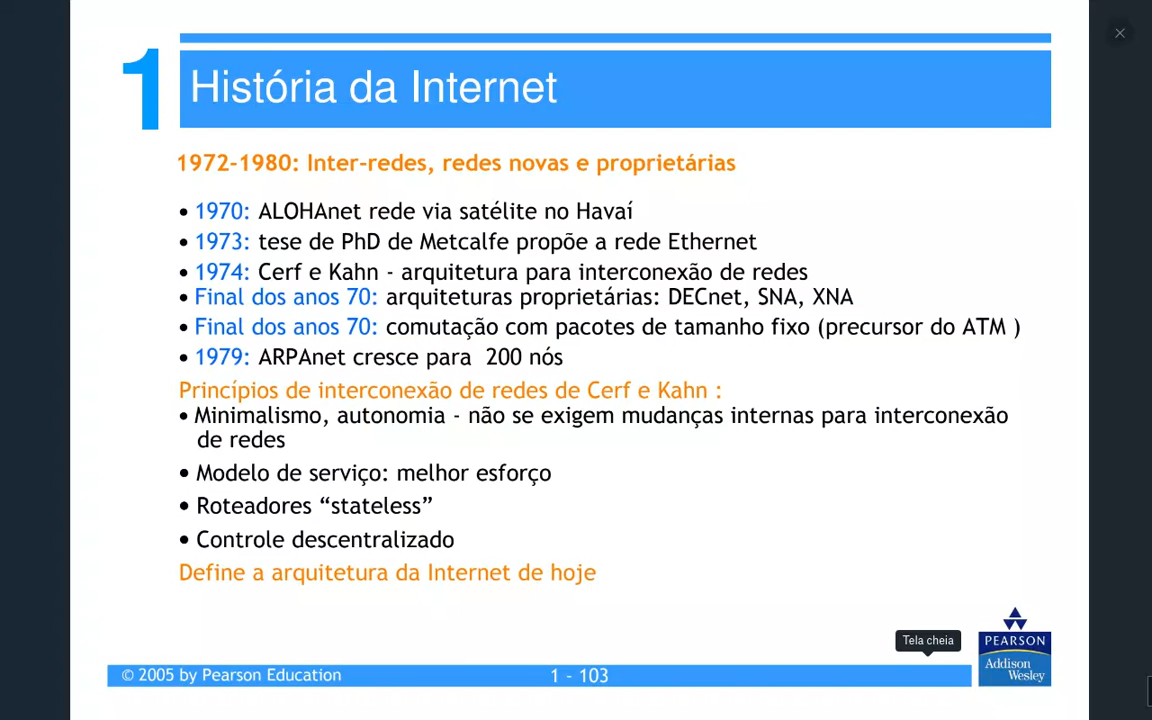 1 História da Internet
1972-1980: Inter-redes, redes novas e proprietárias
• 1970: ALOHAnet rede via satélite no Havaí
• 1973: tese de PhD de Metcalfe propõe a rede Ethernet
• 1974: Cerf e Kahn - arquitetura para interconexão de redes
• Final dos anos 70: arquiteturas proprietárias: DECnet, SNA, XNA
• Final dos anos 70: comutação com pacotes de tamanho fixo (precursor do ATM )
• 1979: ARPAnet cresce para 200 nós
Princípios de interconexão de redes de Cerf e Kahn :
• Minimalismo, autonomia - não se exigem mudanças internas para interconexão
de redes
• Modelo de serviço: melhor esforço
• Roteadores “stateless”
• Controle descentralizado
Define a arquitetura da Internet de hoje
Tela cheia
PEARSON
Addison
Wesley
© 2005 by Pearson Education
1 - 103